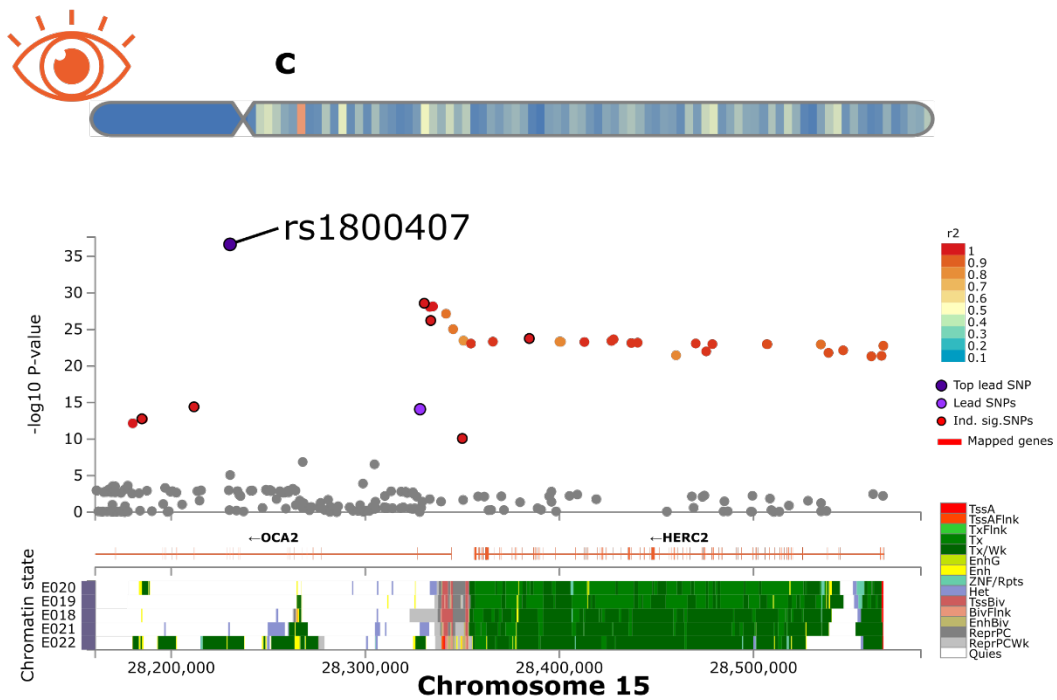 c
rs1800407
-log10 P-value
35
30
25
20
15
10
5
0
r2
1
0.9
0.8
0.7
0.6
0.5
0.4
0.3
0.2
0.1
Top lead SNP
Lead SNPs
Ind. sig.SNPs
Mapped genes
←OCA2
←HERC2
Chromatin state
E020
E019
E018
E021
E022
TssA
TssAFlnk
TxFlnk
Tx
Tx/Wk
EnhG
Enh
ZNF/Rpts
Het
TssBiv
BivFlnk
EnhBiv
ReprPC
ReprPCWk
Quies
28,200,000 28,300,000 28,400,000 28,500,000
Chromosome 15